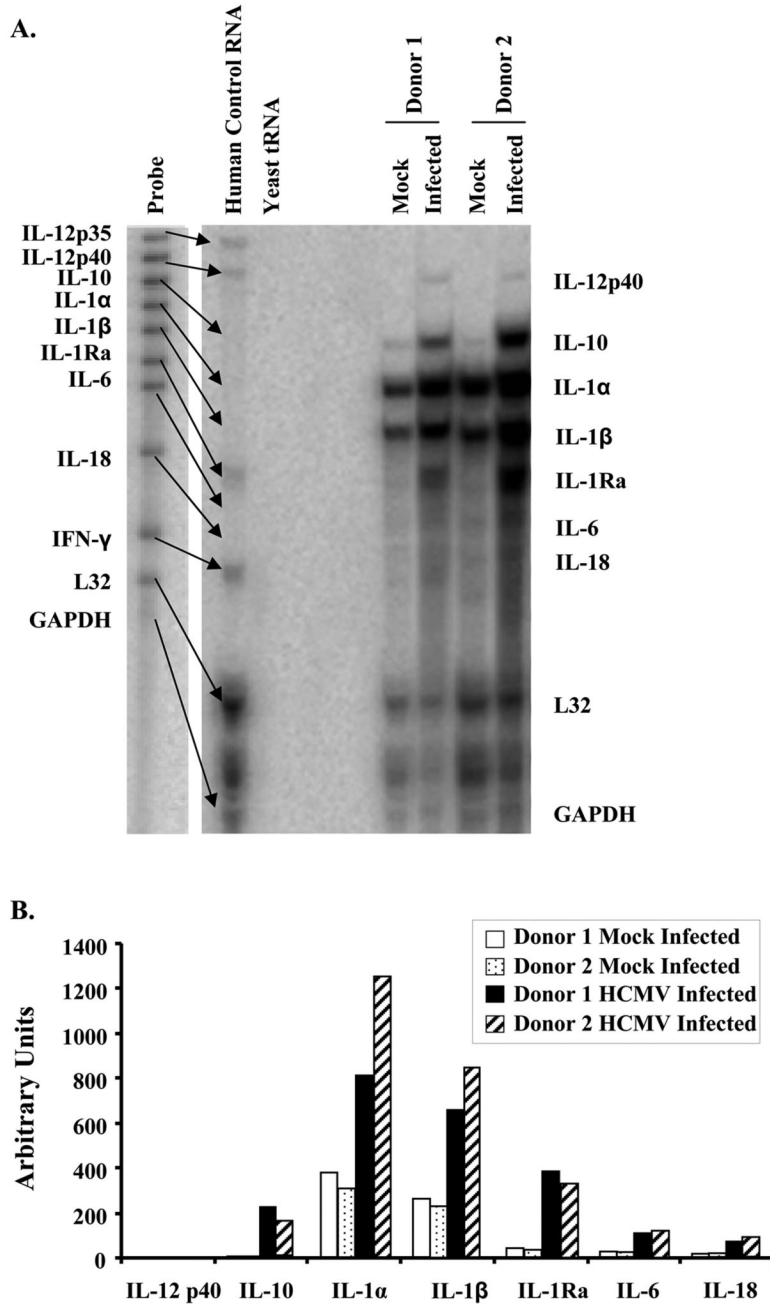 A.
Probe
Human Control RNA
Yeast tRNA
Donor 1
Donor 2
Mock
Infected
Mock
Infected
IL-12p35
IL-12p40
IL-10
IL-1α
IL-1β
IL-1Ra
IL-6
IL-18
IFN-γ
L32
GAPDH
IL-12p40
IL-10
IL-1α
IL-1β
IL-1Ra
IL-6
IL-18
L32
GAPDH
B.
Arbitrary Units
1400
1200
1000
800
600
400
200
0
Donor 1 Mock Infected
Donor 2 Mock Infected
Donor 1 HCMV Infected
Donor 2 HCMV Infected
IL-12 p40 IL-10 IL-1α IL-1β IL-1Ra IL-6 IL-18